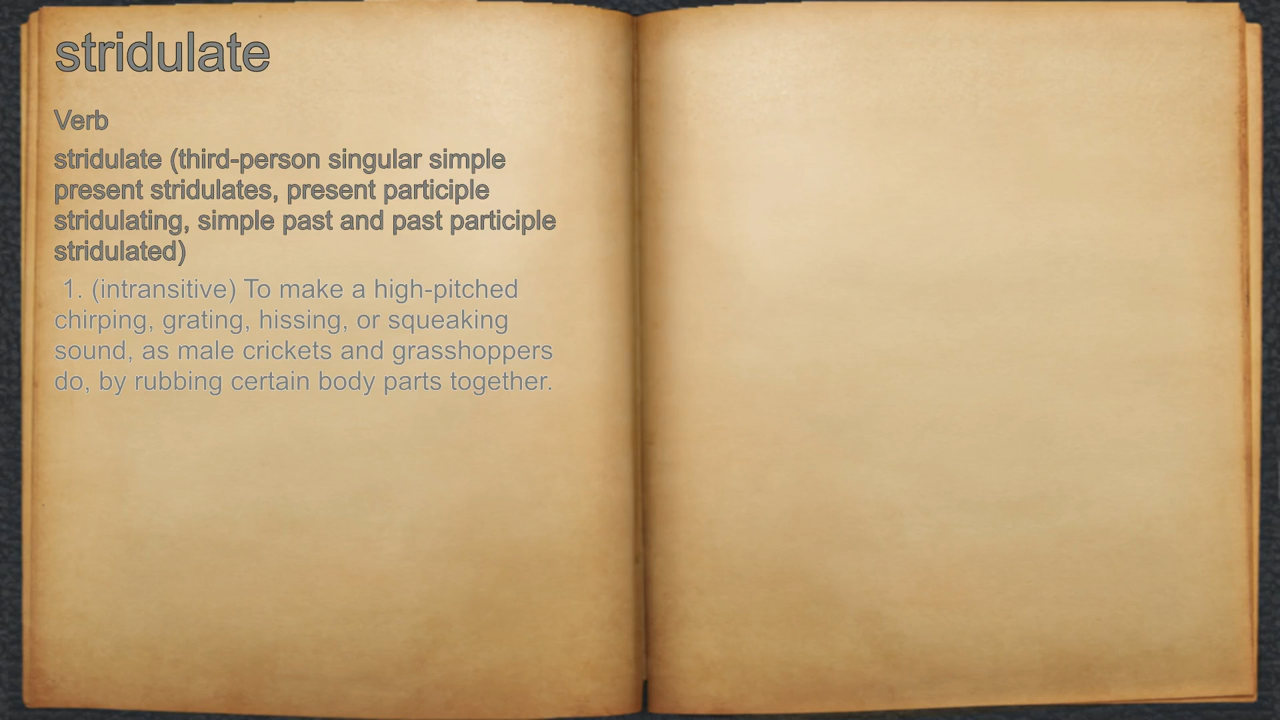 stridulate
Verb
stridulate (third-person singular simple
present stridulates, present participle
stridulating, simple past and past participle
stridulated)
1. (intransitive) To make a high-pitched
chirping, grating, hissing, or squeaking
sound, as male crickets and grasshoppers
do, by rubbing certain body parts together.